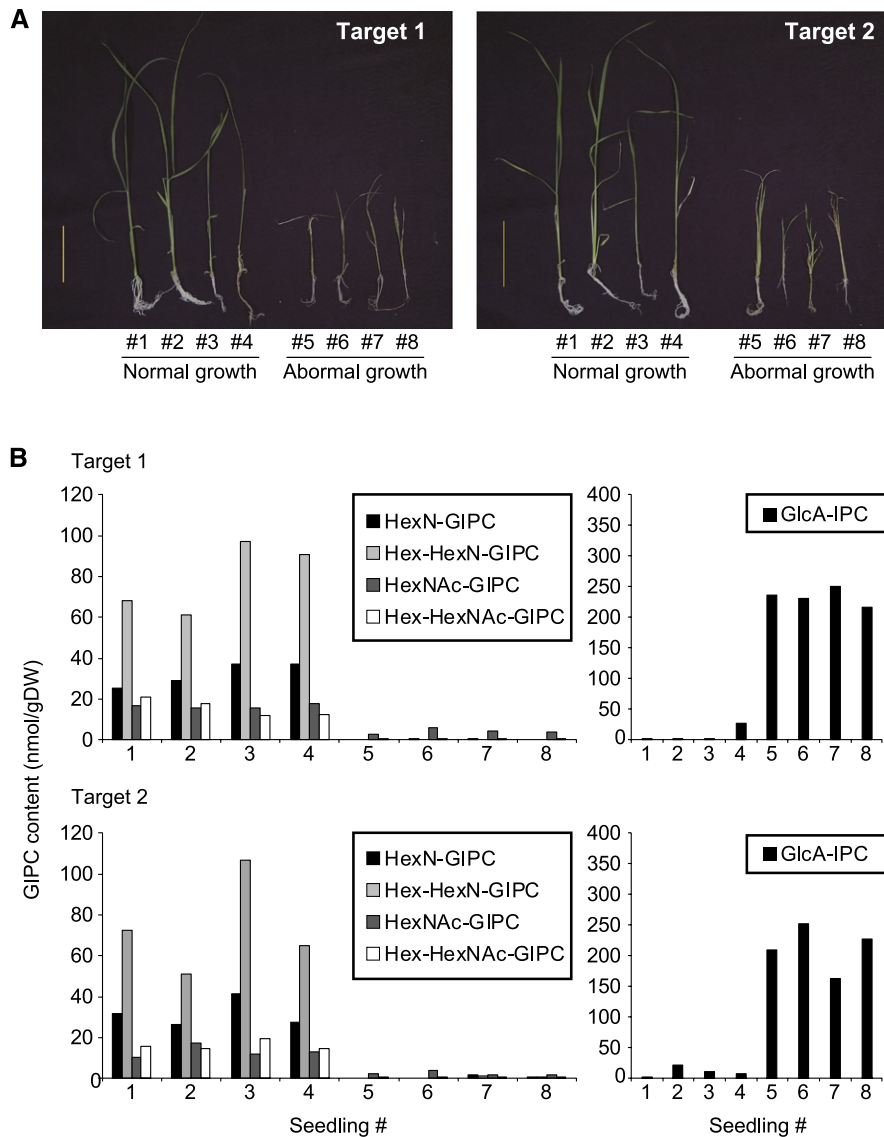 A
Target 1
Target 2
#1 #2 #3 #4 #5 #6 #7 #8
Normal growth Abormal growth
#1 #2 #3 #4 #5 #6 #7 #8
Normal growth Abormal growth
B
Target 1
GIPC content (nmol/gDW)
120
100
80
60
40
20
0
HexN-GIPC
Hex-HexN-GIPC
HexNAc-GIPC
Hex-HexNAc-GIPC
1 2 3 4 5 6 7 8
400
350
300
250
200
150
100
50
0
GlcA-IPC
1 2 3 4 5 6 7 8
Target 2
120
100
80
60
40
20
0
HexN-GIPC
Hex-HexN-GIPC
HexNAc-GIPC
Hex-HexNAc-GIPC
1 2 3 4 5 6 7 8
Seedling #
400
350
300
250
200
150
100
50
0
GlcA-IPC
1 2 3 4 5 6 7 8
Seedling #